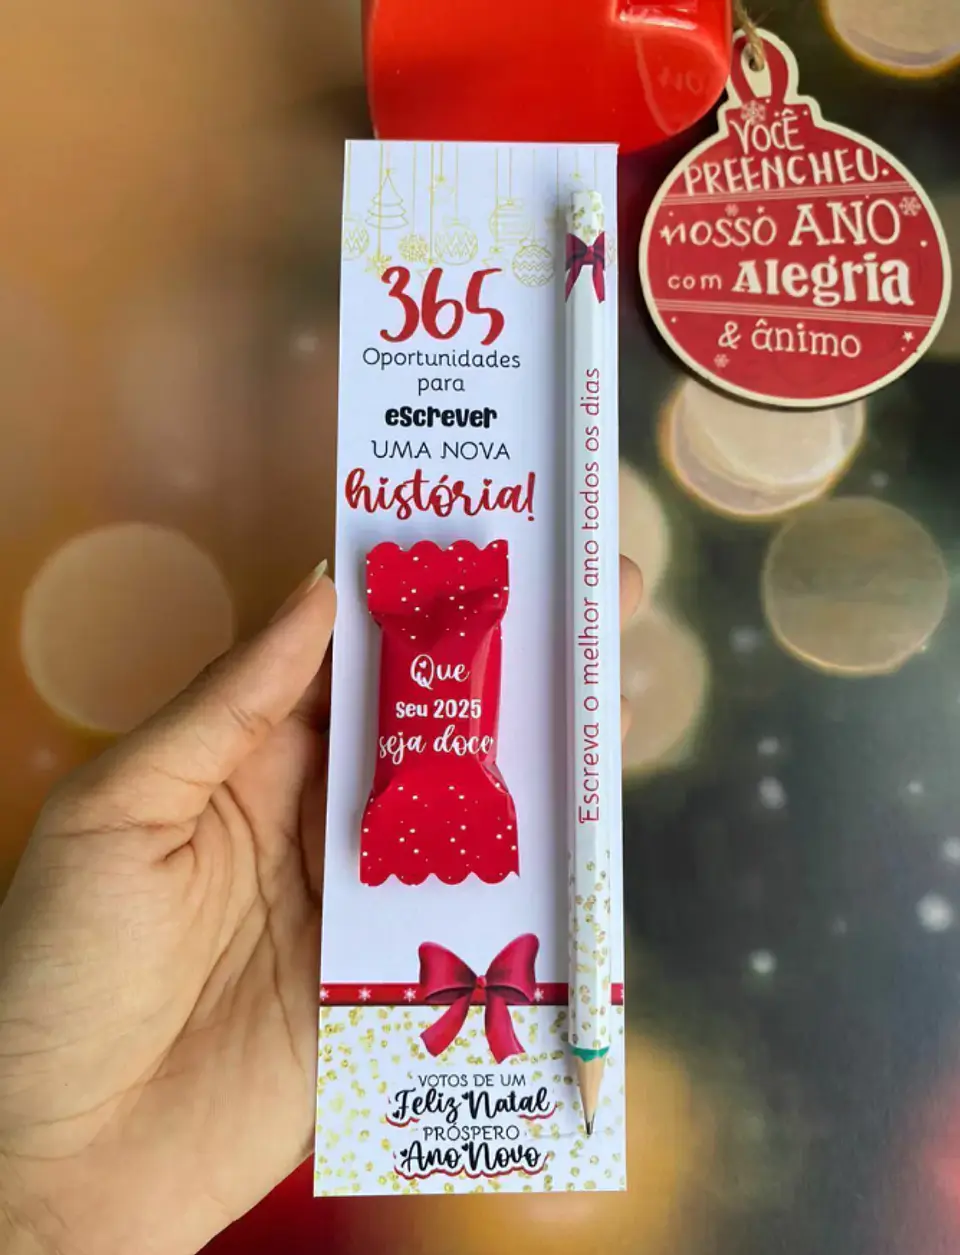 365
Oportunidades
para
escrever
UMA NOVA
história!
Que
seu 2025
seja doce
Escreva o melhor ano todos os dias
VOTOS DE UM
Feliz Natal
PRÓSPERO
Ano Novo
VOCÊ
PREENCHEU
nosso ANO
com Alegria
& ânimo